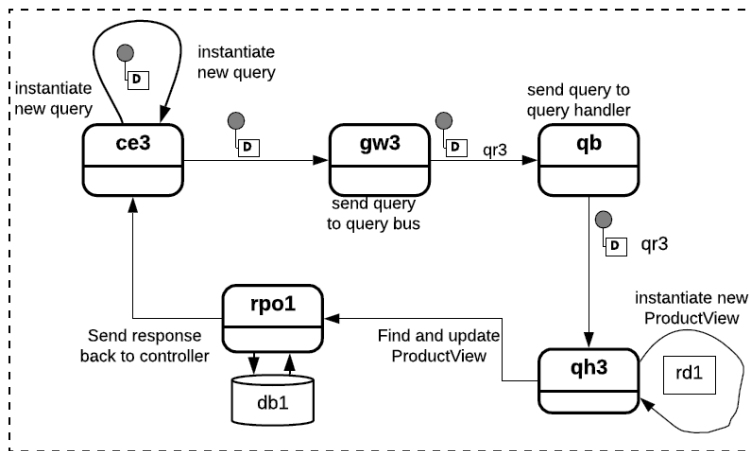 instantiate
new query
instantiate
new query
D
ce3
D
gw3
send query
to query bus
D
qr3
send query to
query handler
qb
D
qr3
instantiate new
ProductView
rd1
qh3
Find and update
ProductView
rpo1
db1
Send response
back to controller